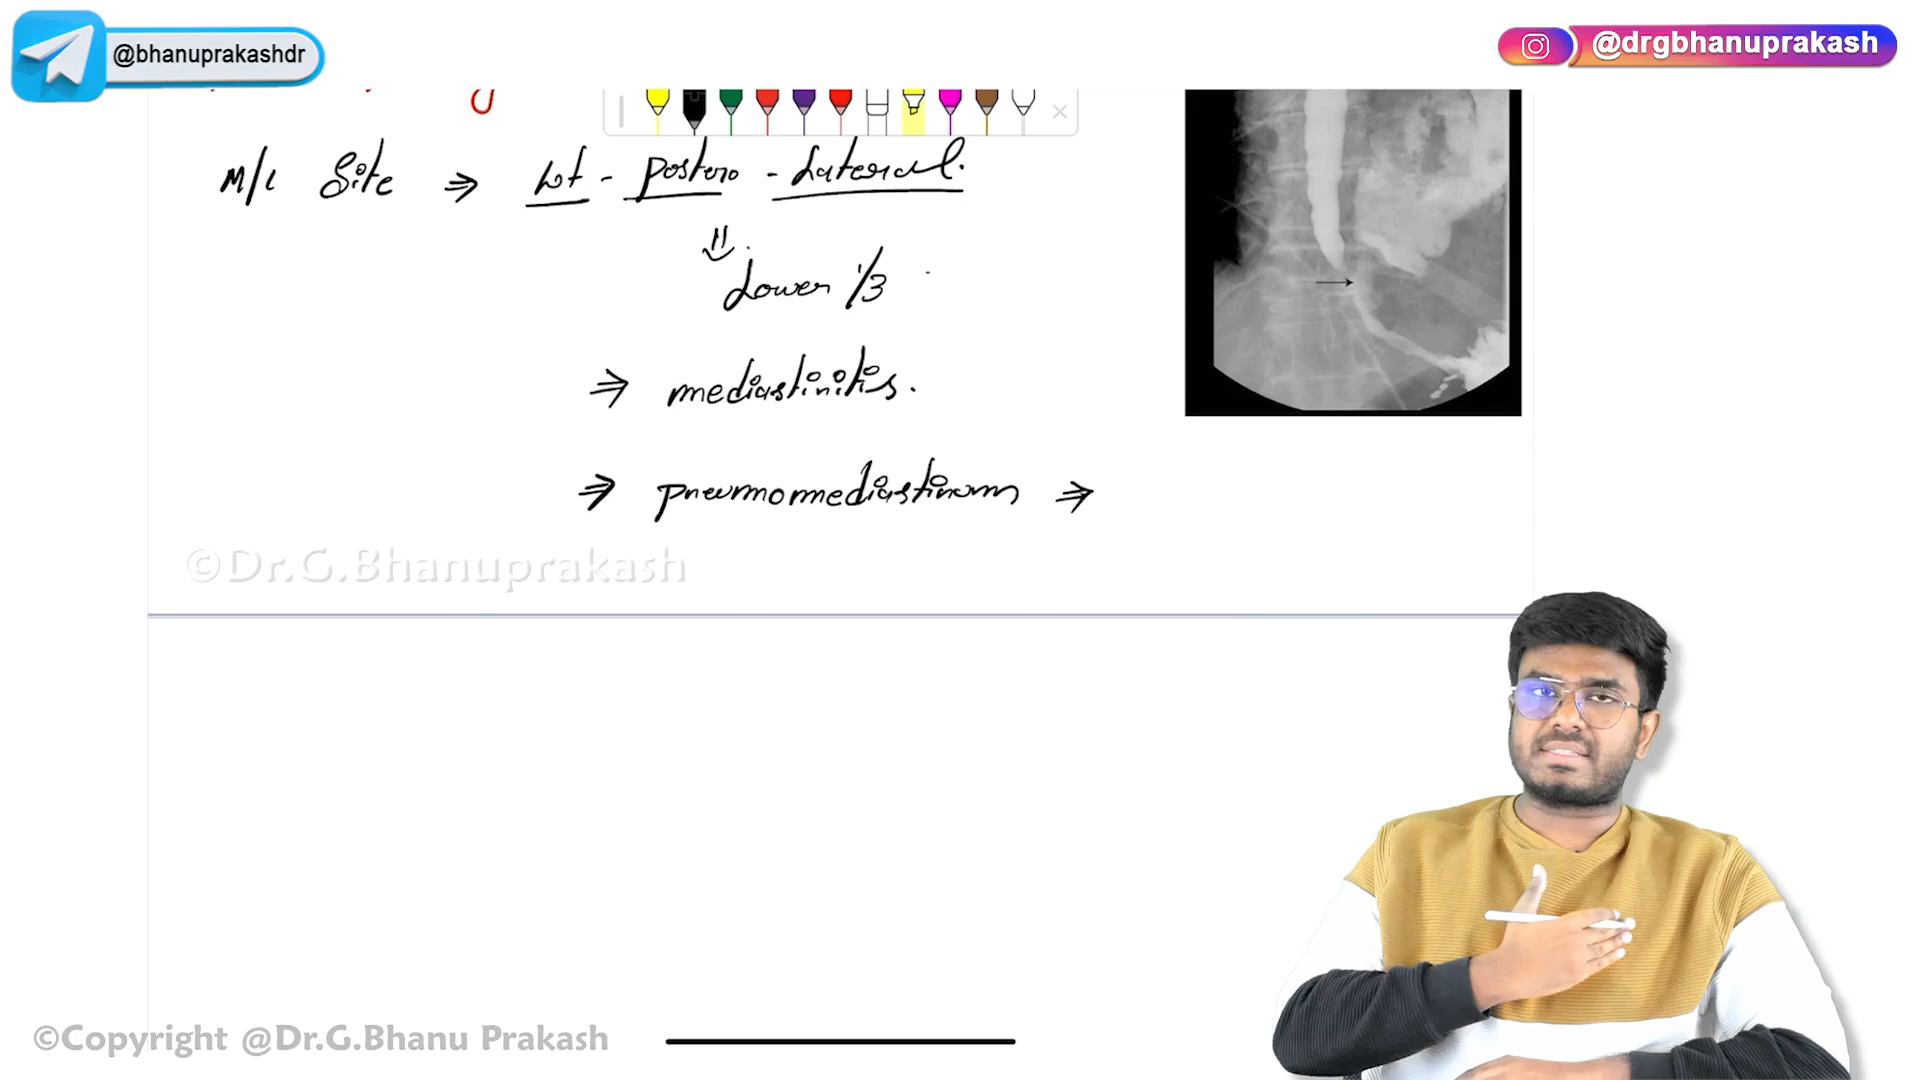 @bhanuprakashdr
@drgbhanuprakash
M/c Site ⇒ Lt - postero - Lateral.
Lower 1/3
⇒ mediastinitis.
⇒ pneumomediastinum ⇒
©Dr.G.Bhanuprakash
©Copyright @Dr.G.Bhanu Prakash